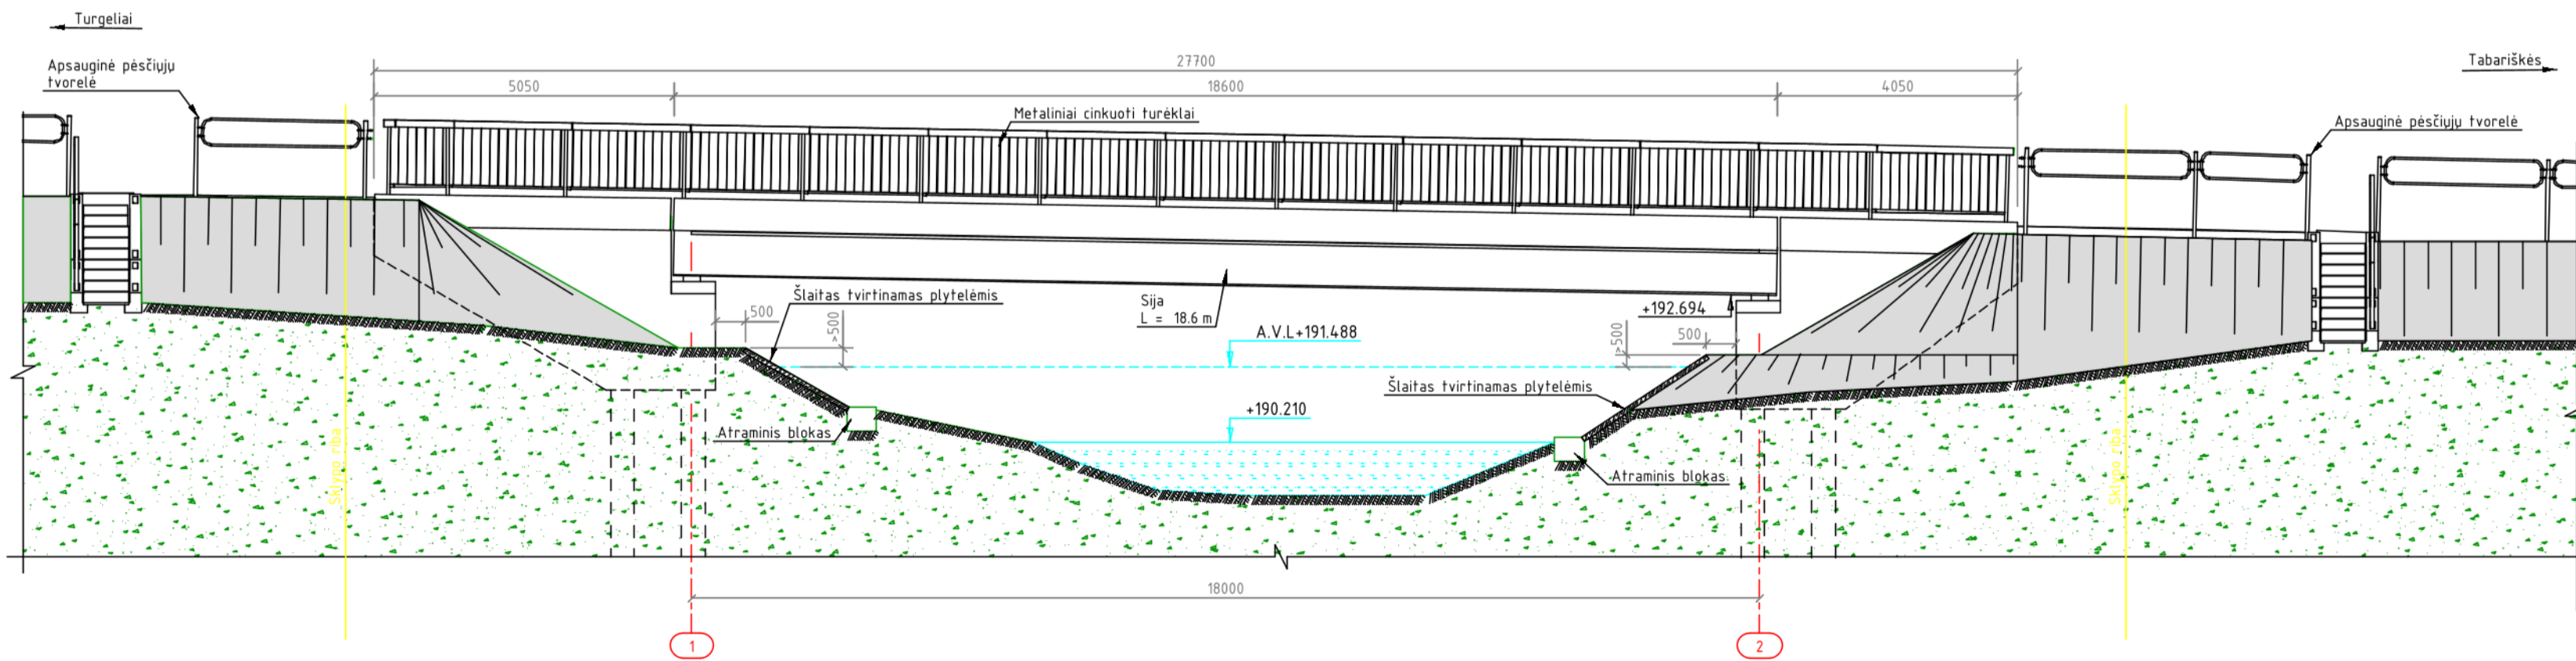 Turgeliai
Tabariškės
Apsauginė pėsčiųjų
tvorelė
27700
5050
18600
4050
Metaliniai cinkuoti turėklai
Apsauginė pėsčiųjų tvorelė
Šlaitas tvirtinamas plytelėmis
500
>500
Sija
L = 18.6 m
A.V.L+191.488
+192.694
>500
500
Šlaitas tvirtinamas plytelėmis
+190.210
Atraminis blokas
Atraminis blokas
Sklypo riba
Sklypo riba
18000
1
2